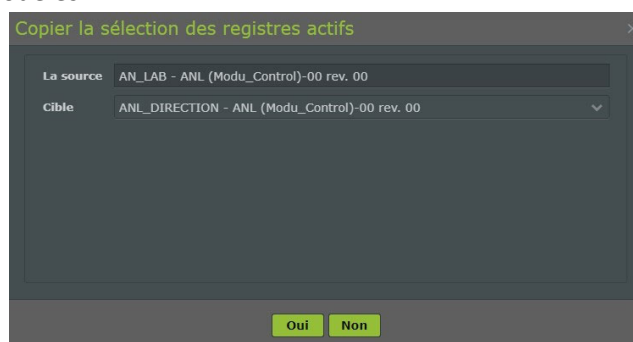 Copier la sélection des registres actifs
La source AN_LAB - ANL (Modu_Control)-00 rev. 00
Cible ANL_DIRECTION - ANL (Modu_Control)-00 rev. 00
Oui Non